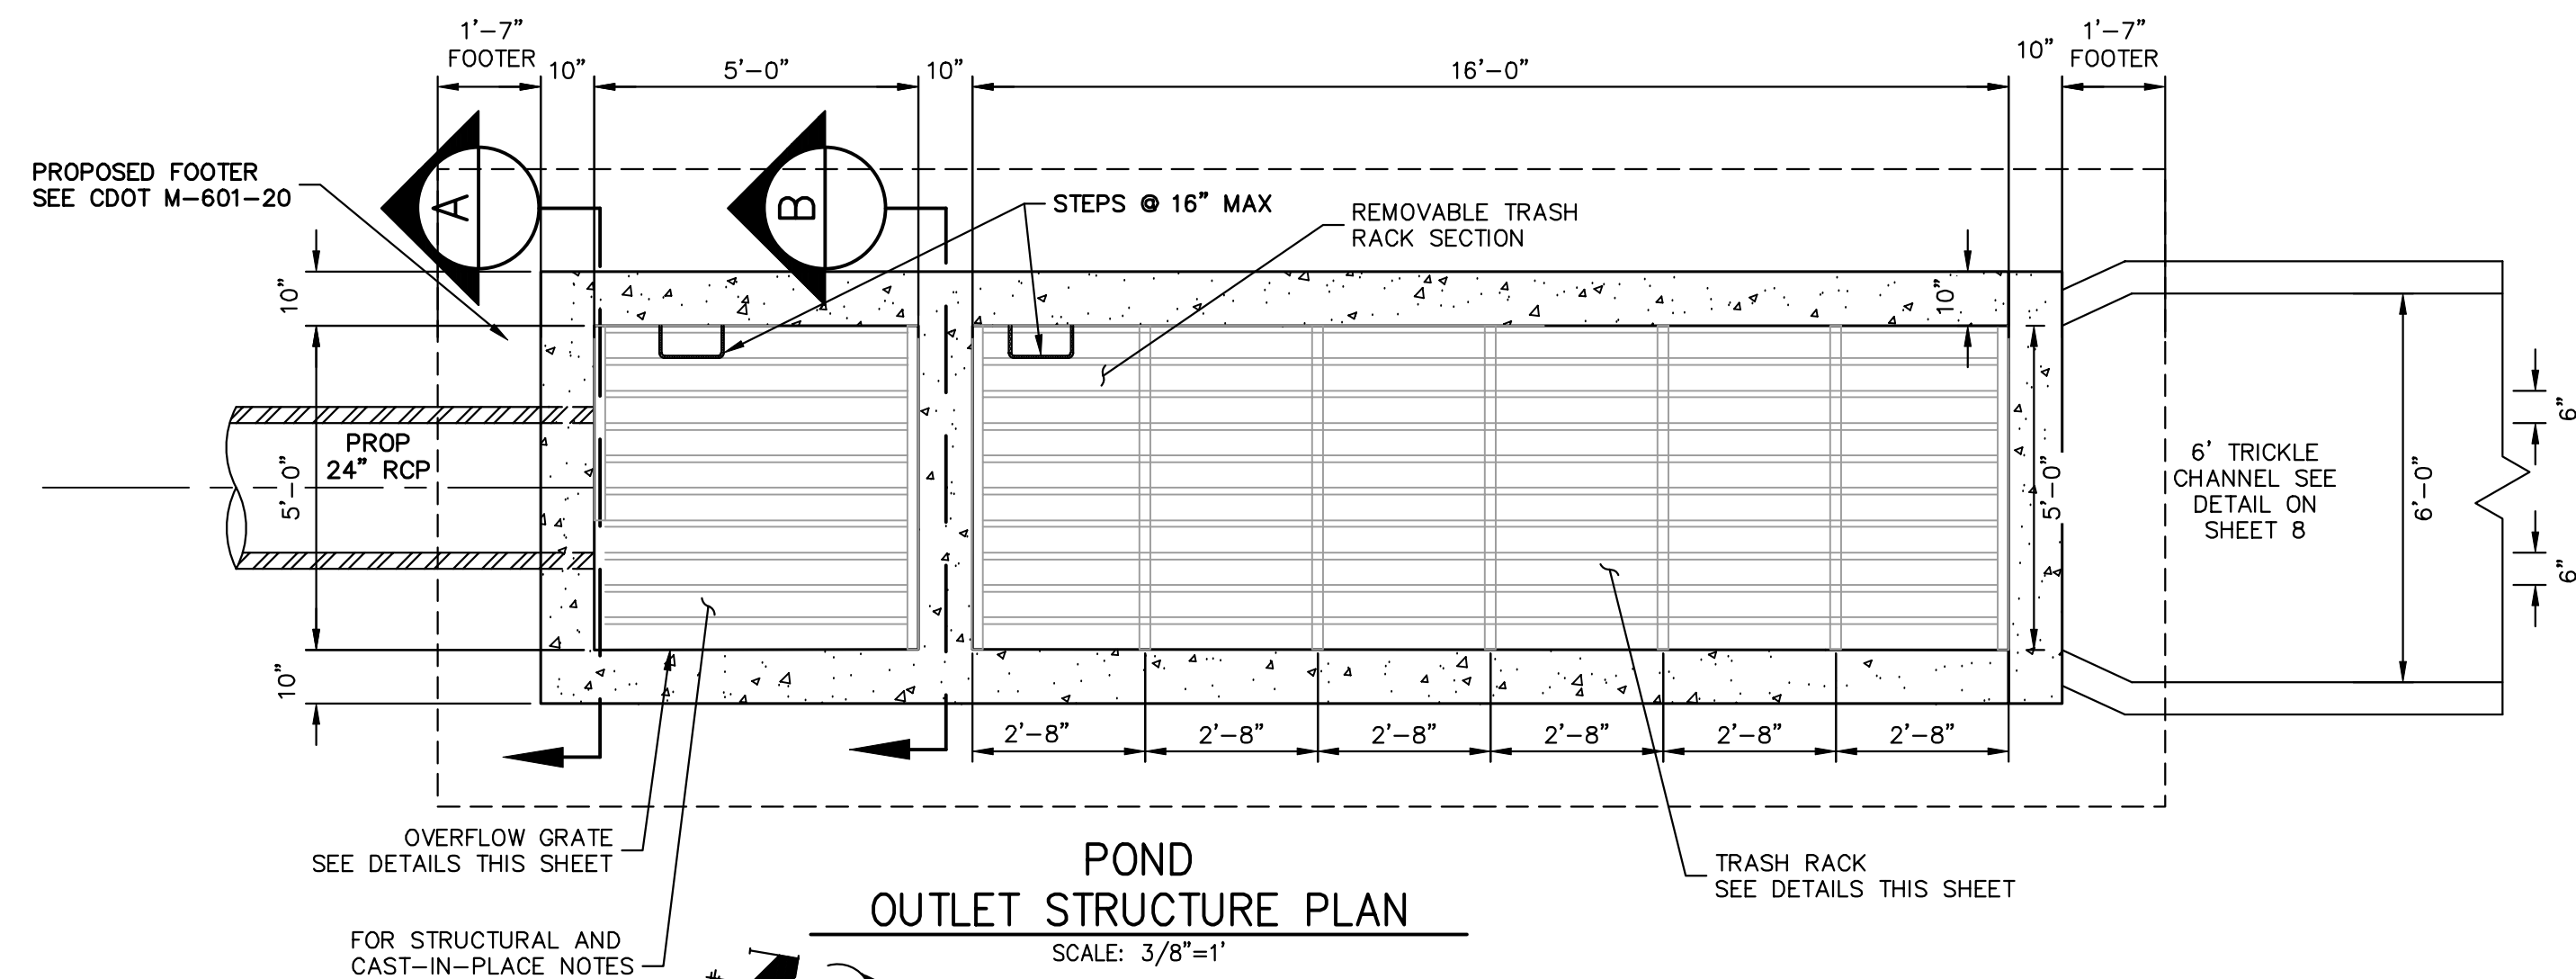 1'-7"
FOOTER
10"
5'-0"
10"
16'-0"
10"
1'-7"
FOOTER
PROPOSED FOOTER
SEE CDOT M-601-20
A
B
STEPS @ 16" MAX
REMOVABLE TRASH
RACK SECTION
10"
10"
PROP
24" RCP
5'-0"
5'-0"
6' TRICKLE
CHANNEL SEE
DETAIL ON
SHEET 8
6'-0"
6"
6"
10"
2'-8"
2'-8"
2'-8"
2'-8"
2'-8"
2'-8"
OVERFLOW GRATE
SEE DETAILS THIS SHEET
TRASH RACK
SEE DETAILS THIS SHEET
POND
OUTLET STRUCTURE PLAN
SCALE: 3/8"=1'
FOR STRUCTURAL AND
CAST-IN-PLACE NOTES